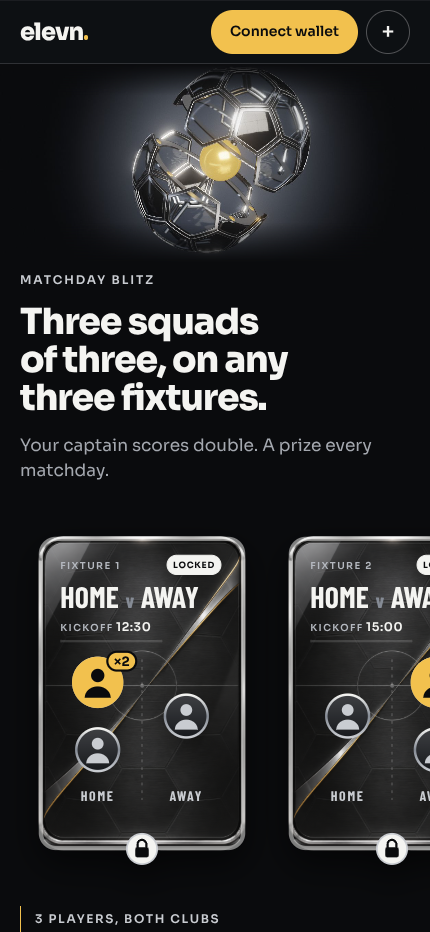 elevn.
Connect wallet
+
MATCHDAY BLITZ
Three squads
of three, on any
three fixtures.
Your captain scores double. A prize every
matchday.
FIXTURE 1
LOCKED
HOME v AWAY
KICKOFF 12:30
×2
HOME
AWAY
FIXTURE 2
LO
HOME v AWA
KICKOFF 15:00
HOME
3 PLAYERS, BOTH CLUBS